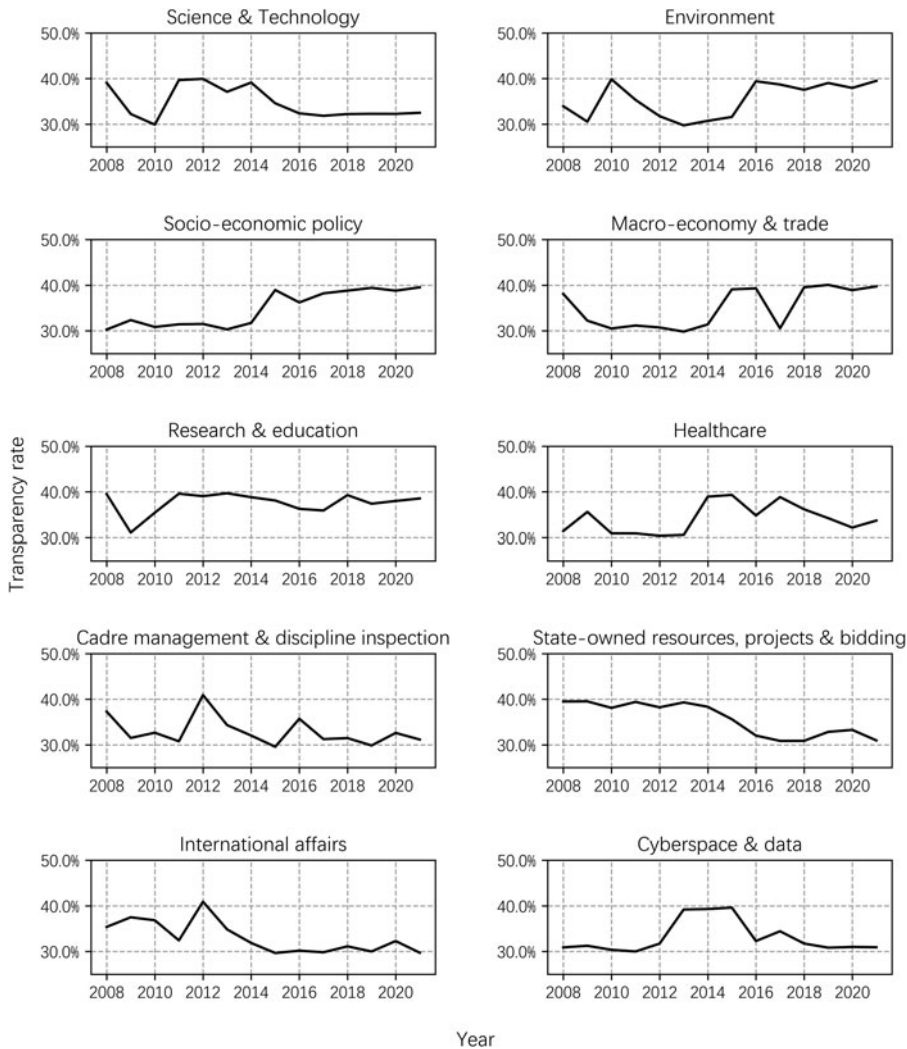 Science & Technology
50.0%
40.0%
30.0%
2008 2010 2012 2014 2016 2018 2020
Environment
50.0%
40.0%
30.0%
2008 2010 2012 2014 2016 2018 2020
Socio-economic policy
50.0%
40.0%
30.0%
2008 2010 2012 2014 2016 2018 2020
Macro-economy & trade
50.0%
40.0%
30.0%
2008 2010 2012 2014 2016 2018 2020
Transparency rate
Research & education
50.0%
40.0%
30.0%
2008 2010 2012 2014 2016 2018 2020
Healthcare
50.0%
40.0%
30.0%
2008 2010 2012 2014 2016 2018 2020
Cadre management & discipline inspection
50.0%
40.0%
30.0%
2008 2010 2012 2014 2016 2018 2020
State-owned resources, projects & bidding
50.0%
40.0%
30.0%
2008 2010 2012 2014 2016 2018 2020
International affairs
50.0%
40.0%
30.0%
2008 2010 2012 2014 2016 2018 2020
Cyberspace & data
50.0%
40.0%
30.0%
2008 2010 2012 2014 2016 2018 2020
Year